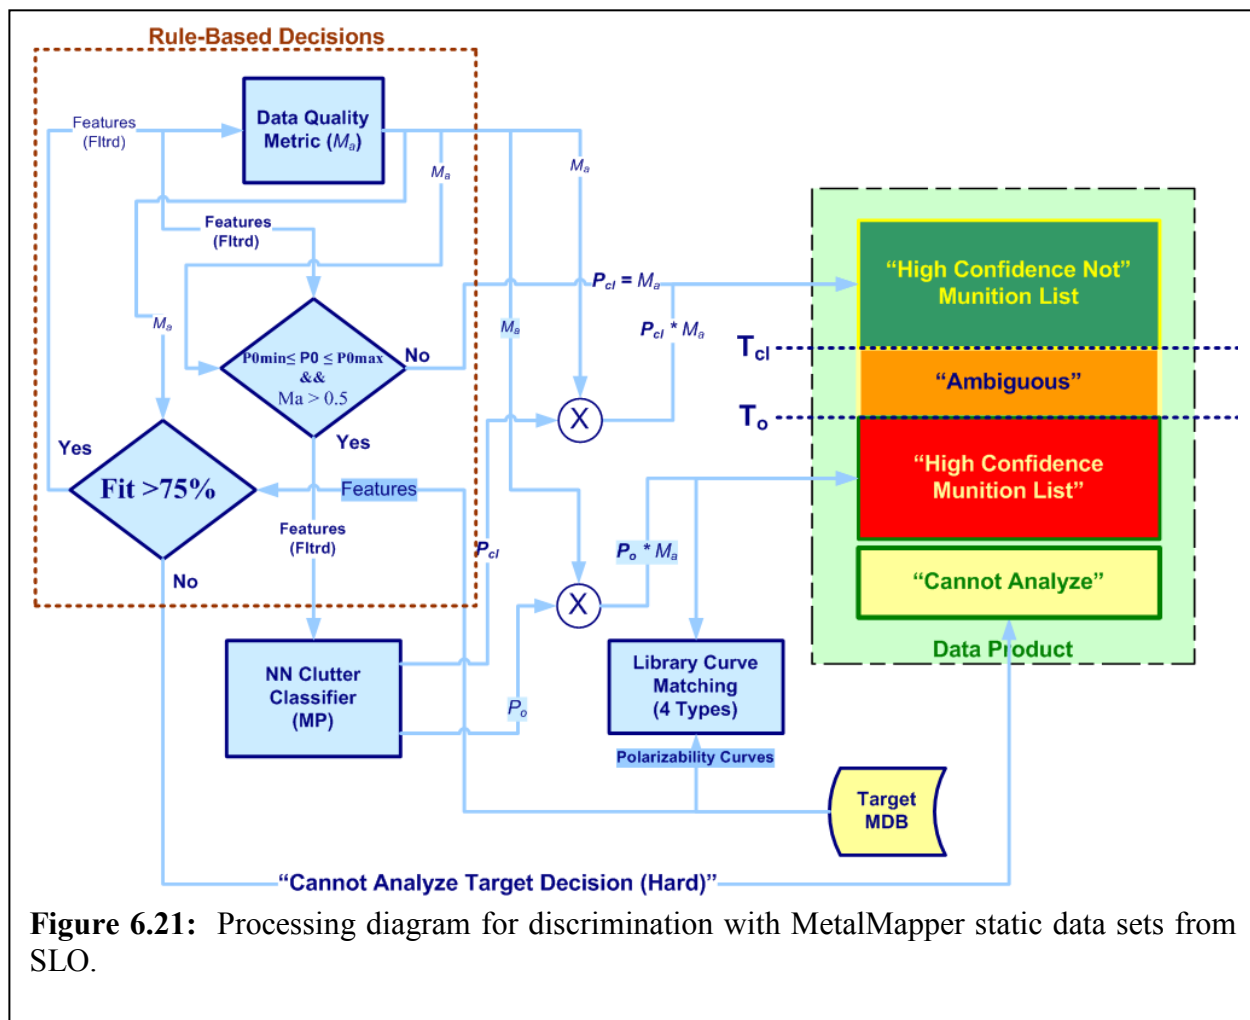 Rule-Based Decisions
Features
(Fltrd)
Data Quality
Metric (Ma)
Ma
Ma
Features
(Fltrd)
Ma
Ma
P0min≤ P0 ≤ P0max
&&
Ma > 0.5
No
Yes
Pcl = Ma
Pcl * Ma
X
Yes
Fit >75%
No
Features
Features
(Fltrd)
Pcl
Po * Ma
X
NN Clutter
Classifier
(MP)
Po
Library Curve
Matching
(4 Types)
Polarizability Curves
Target
MDB
“High Confidence Not”
Munition List
Tcl
“Ambiguous”
To
“High Confidence
Munition List”
“Cannot Analyze”
Data Product
“Cannot Analyze Target Decision (Hard)”
Figure 6.21: Processing diagram for discrimination with MetalMapper static data sets from
SLO.